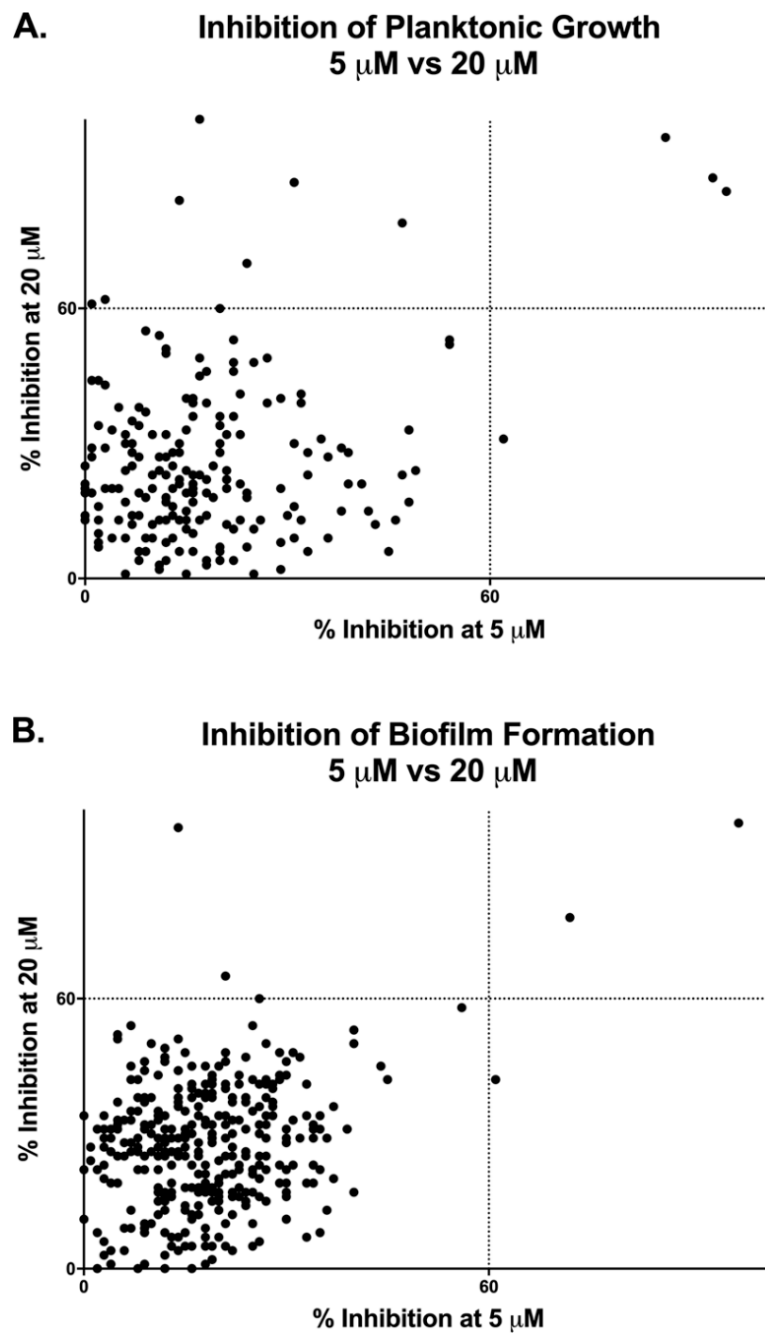 A.
Inhibition of Planktonic Growth
5 μM vs 20 μM
% Inhibition at 20 μM
60
0
0
60
% Inhibition at 5 μM
B.
Inhibition of Biofilm Formation
5 μM vs 20 μM
% Inhibition at 20 μM
60
0
0
60
% Inhibition at 5 μM